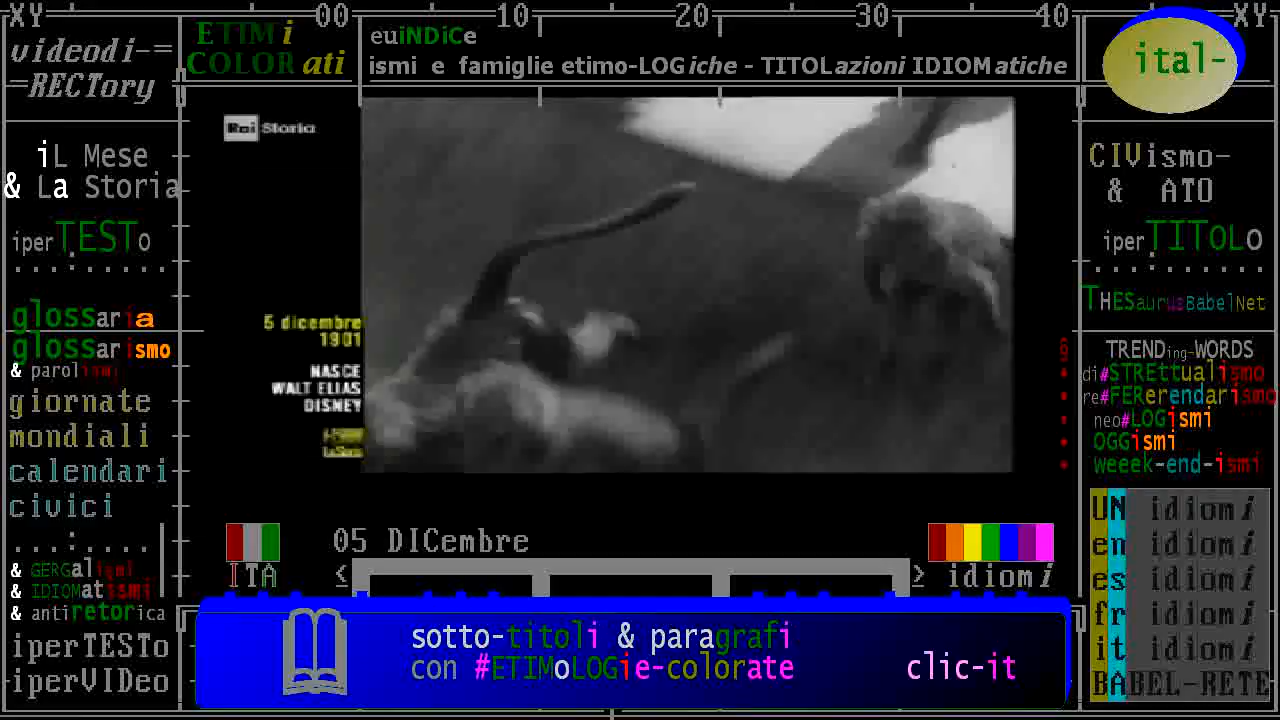 XY 00 10 20 30 40 XY
videodi-=
=RECTory
ETIMi
COLORati
euiNDiCe
ismi e famiglie etimo-LOGiche - TITOLazioni IDIOMatiche
ital-
iL Mese
& La Storia
iperTESTo
glossaria
glossarismo
& parolismi
giornate
mondiali
calendari
civici
....:....
& GERGalismi
& IDIOMatissmi
& antiretorica
iperTESTo
iperVIDeo
Rai Storia
5 dicembre
1901
NASCE
WALT ELIAS
DISNEY
CIVismo-
& ATO
iperTIToLo
THESaurusBabelNet
TRENDing-WORDS
di#STREttualismo
re#FERerendarismo
neo#LOGismi
OGGismi
weeek-end-ismi
UN idiomi
en idiomi
es idiomi
fr idiomi
it idiomi
BABEL-RETE
05 DICembre
ITA < > idiomi
sotto-titoli & paragrafi
con #ETIMoLOGie-colorate clic-it